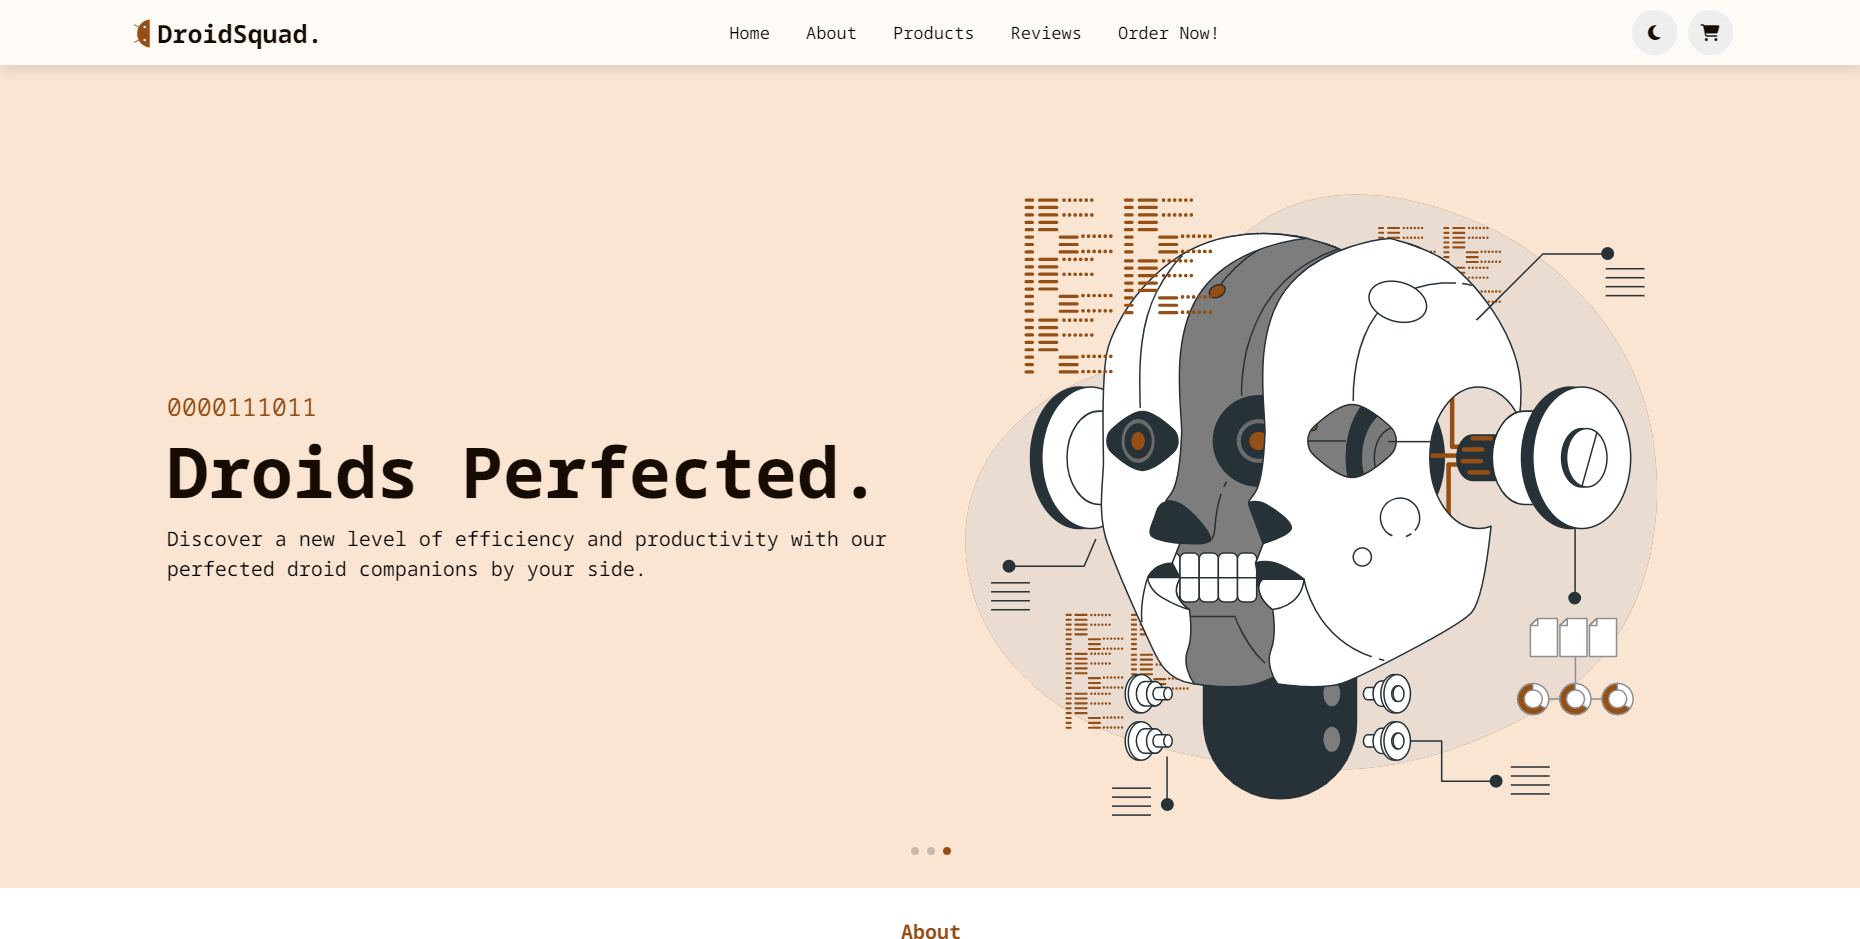 DroidSquad.
Home About Products Reviews Order Now!
0000111011
Droids Perfected.
Discover a new level of efficiency and productivity with our
perfected droid companions by your side.
About